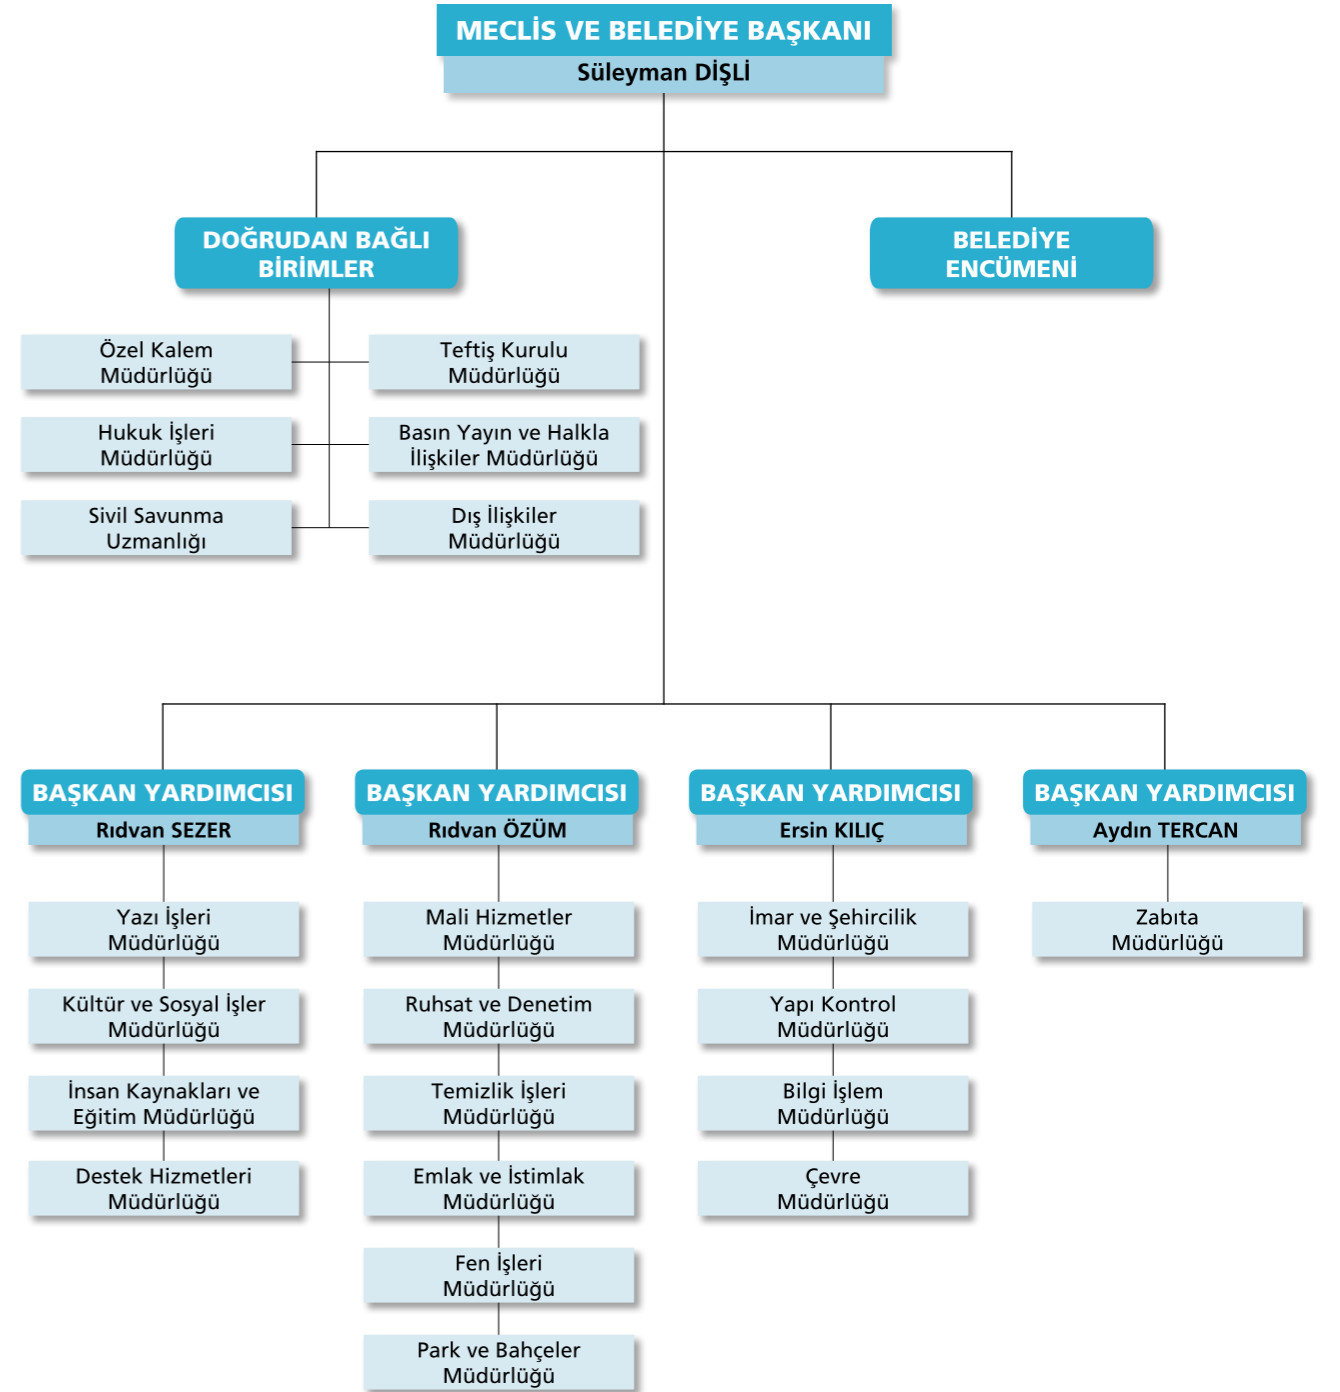 MECLİS VE BELEDİYE BAŞKANI
Süleyman DİŞLİ
DOĞRUDAN BAĞLI
BİRİMLER
BELEDİYE
ENCÜMENİ
Özel Kalem
Müdürlüğü
Teftiş Kurulu
Müdürlüğü
Hukuk İşleri
Müdürlüğü
Basın Yayın ve Halkla
İlişkiler Müdürlüğü
Sivil Savunma
Uzmanlığı
Dış İlişkiler
Müdürlüğü
BAŞKAN YARDIMCISI
Rıdvan SEZER
Yazı İşleri
Müdürlüğü
Kültür ve Sosyal İşler
Müdürlüğü
İnsan Kaynakları ve
Eğitim Müdürlüğü
Destek Hizmetleri
Müdürlüğü
BAŞKAN YARDIMCISI
Rıdvan ÖZÜM
Mali Hizmetler
Müdürlüğü
Ruhsat ve Denetim
Müdürlüğü
Temizlik İşleri
Müdürlüğü
Emlak ve İstimlak
Müdürlüğü
Fen İşleri
Müdürlüğü
Park ve Bahçeler
Müdürlüğü
BAŞKAN YARDIMCISI
Ersin KILIÇ
İmar ve Şehircilik
Müdürlüğü
Yapı Kontrol
Müdürlüğü
Bilgi İşlem
Müdürlüğü
Çevre
Müdürlüğü
BAŞKAN YARDIMCISI
Aydın TERCAN
Zabıta
Müdürlüğü